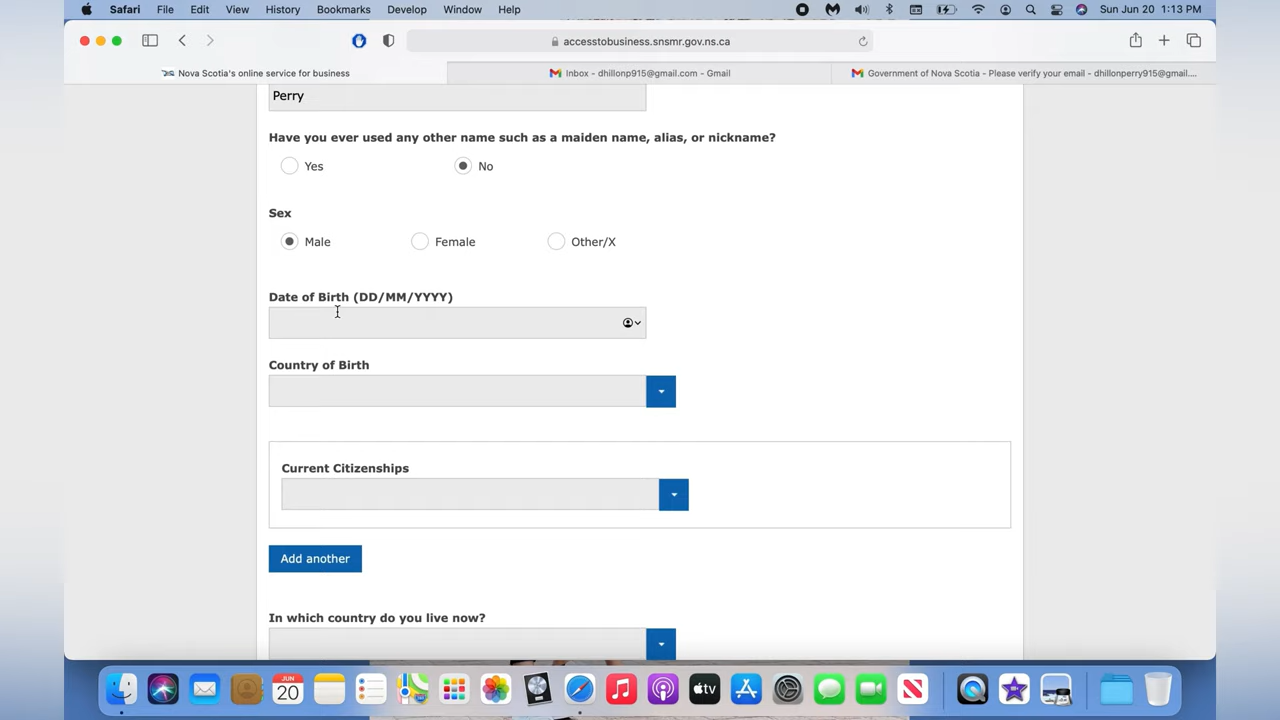 Safari File Edit View History Bookmarks Develop Window Help Sun Jun 20 1:13 PM
accesstobusiness.snsmr.gov.ns.ca
Nova Scotia's online service for business Inbox - dhillonp915@gmail.com - Gmail Government of Nova Scotia - Please verify your email - dhillonperry915@gmail....
Perry
Have you ever used any other name such as a maiden name, alias, or nickname?
Yes No
Sex
Male Female Other/X
Date of Birth (DD/MM/YYYY)
Country of Birth
Current Citizenships
Add another
In which country do you live now?
JUN
20
tv